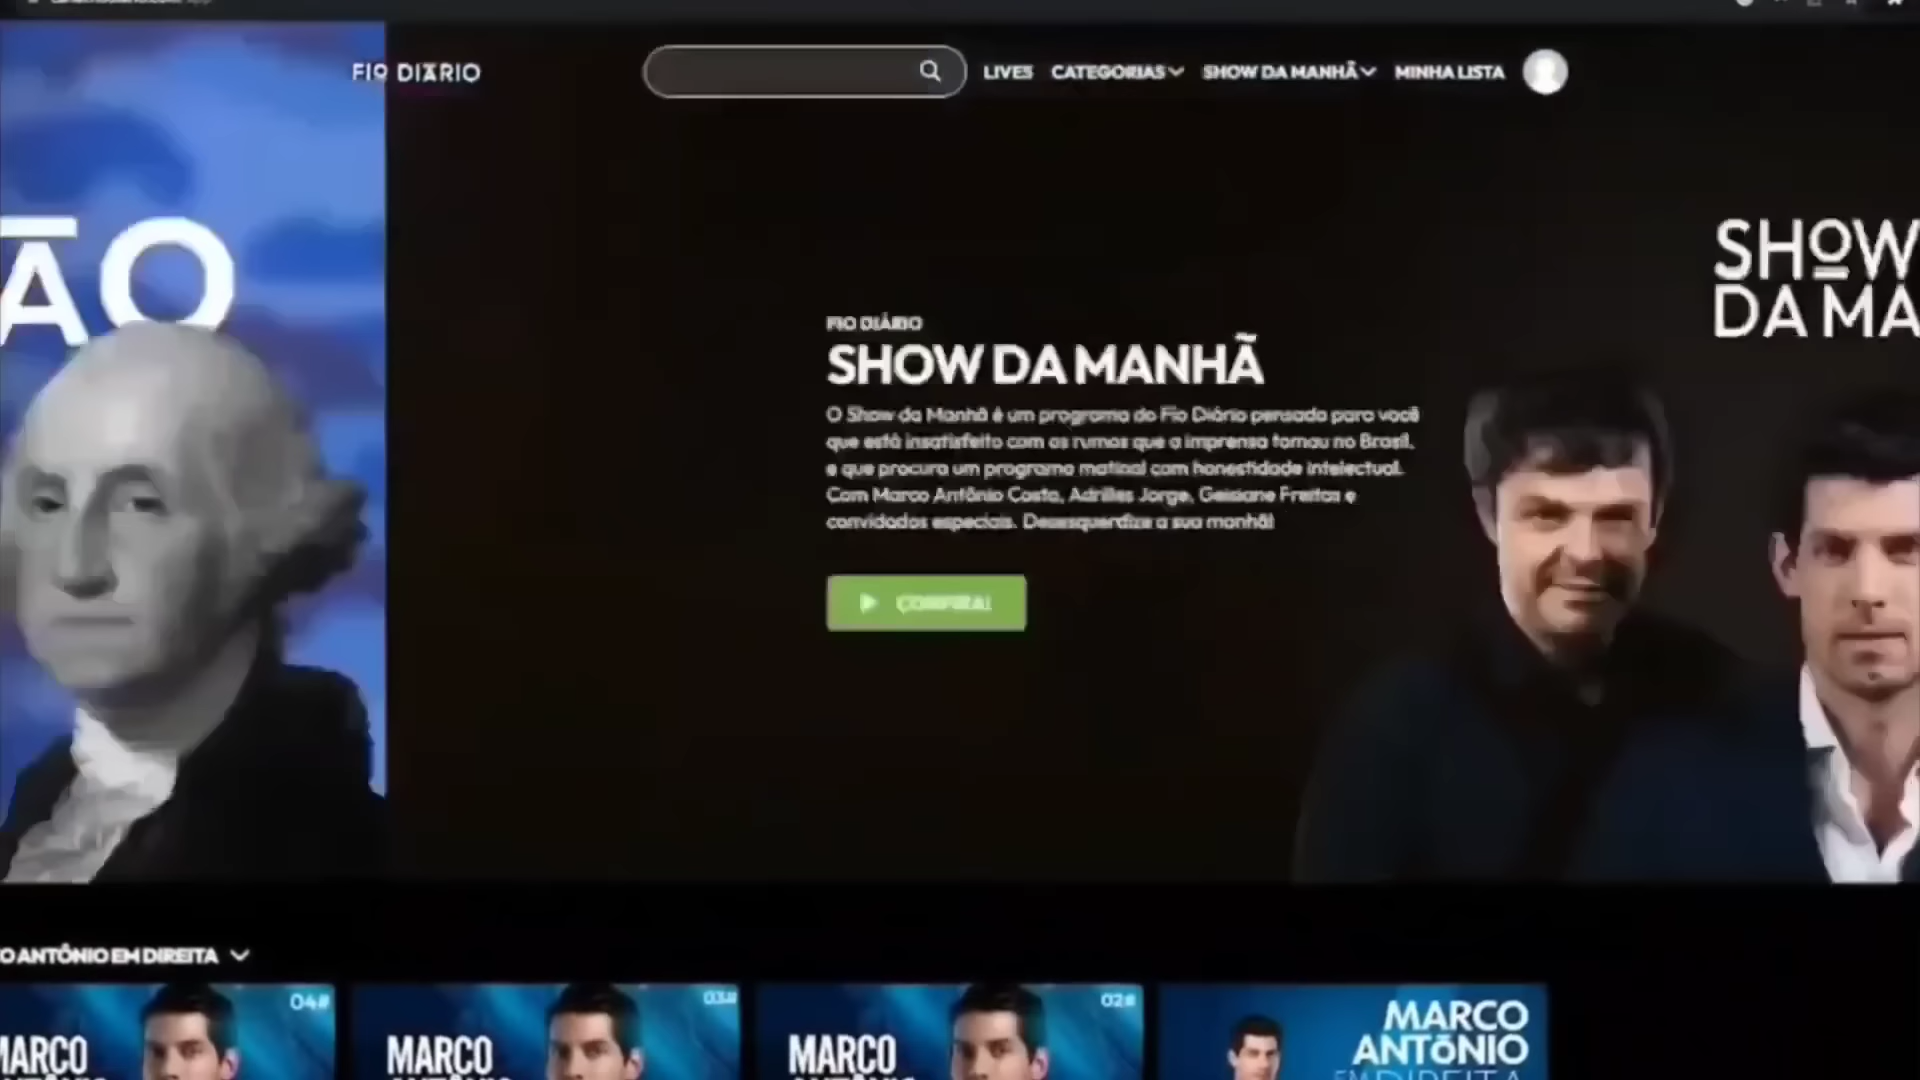 FIO DIÁRIO
LIVES
CATEGORIAS
SHOW DA MANHÃ
MINHA LISTA
ÃO
SHOW
DA MA
FIO DIÁRIO
SHOW DA MANHÃ
O Show da Manhã é um programa do Fio Diário pensado para você
que está insatisfeito com os rumos que a imprensa tomou no Brasil,
e que procura um programa matinal com honestidade intelectual.
Com Marco Antônio Costa, Adrilles Jorge, Geisiane Freitas e
convidados especiais. Desesquerdize a sua manhã!
CONFIRA!
O ANTÔNIO EM DIREITA
04#
MARCO
03#
MARCO
02#
MARCO
MARCO
ANTÔNIO
EM DIREITA